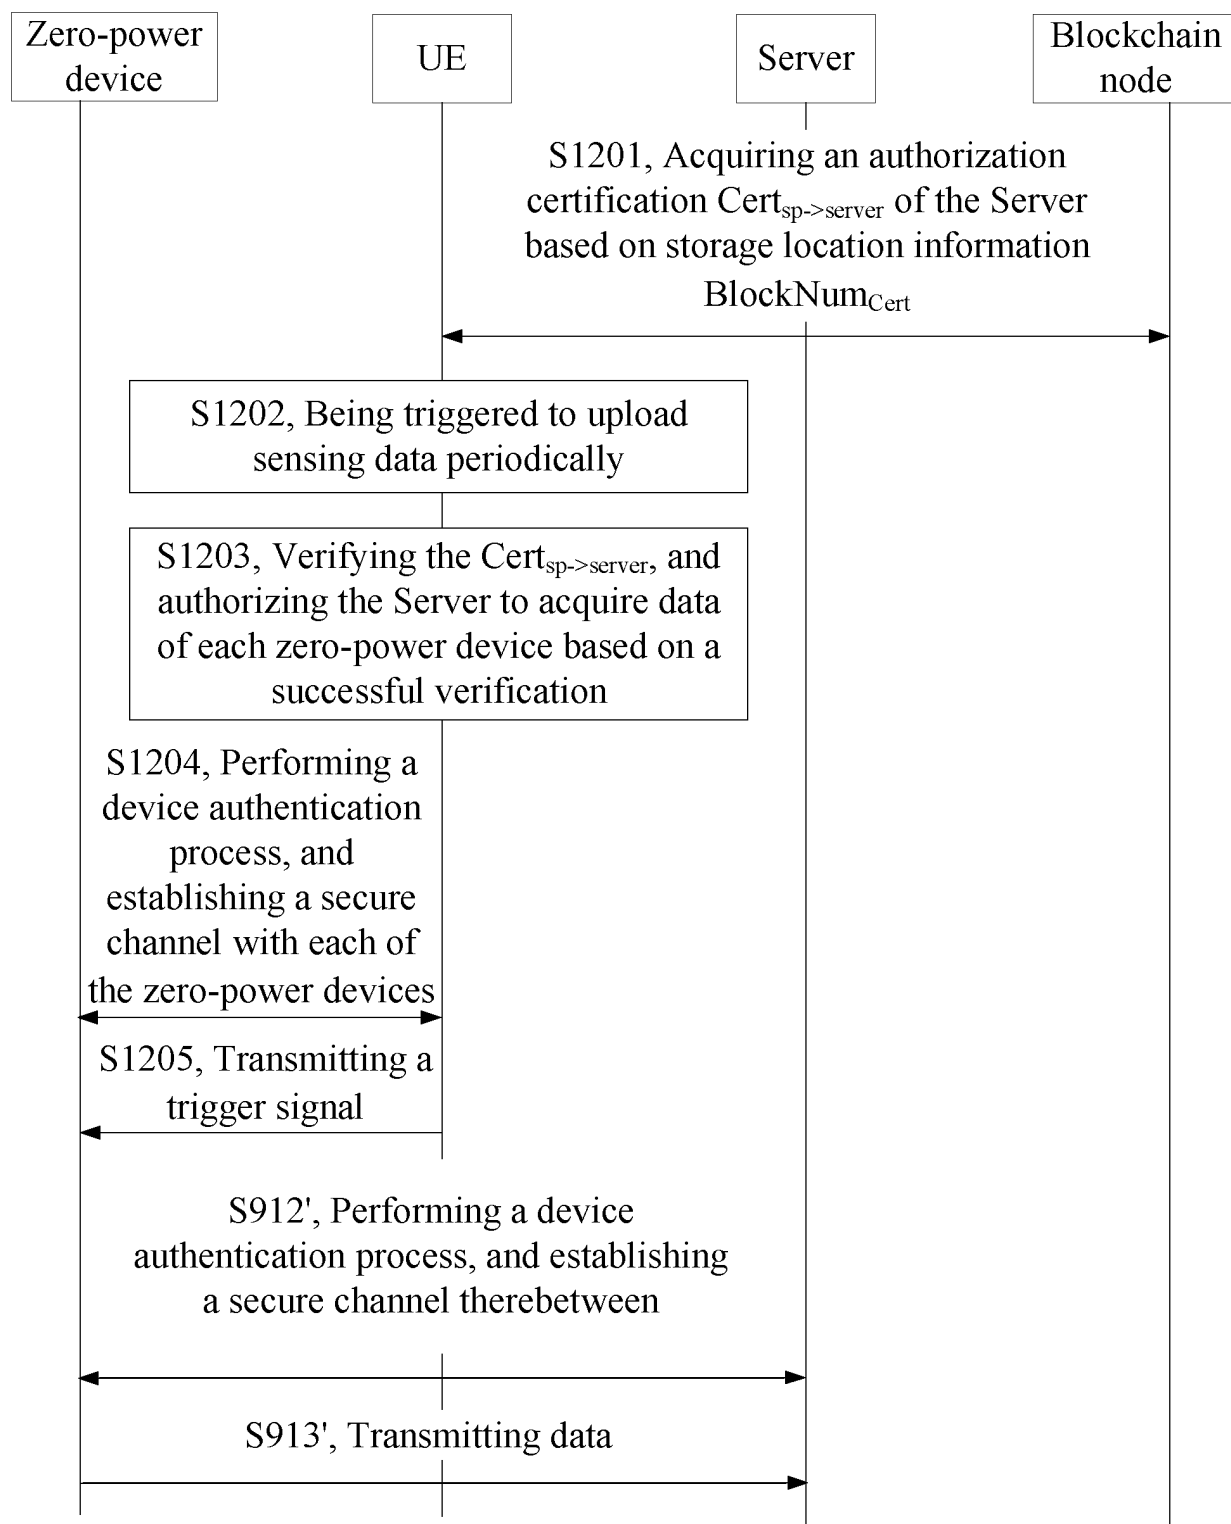 Zero-power
device
UE
Server
Blockchain
node
S1201, Acquiring an authorization
certification Certsp->server of the Server
based on storage location information
BlockNumCert
S1202, Being triggered to upload
sensing data periodically
S1203, Verifying the Certsp->server, and
authorizing the Server to acquire data
of each zero-power device based on a
successful verification
S1204, Performing a
device authentication
process, and
establishing a secure
channel with each of
the zero-power devices
S1205, Transmitting a
trigger signal
S912', Performing a device
authentication process, and establishing
a secure channel therebetween
S913', Transmitting data